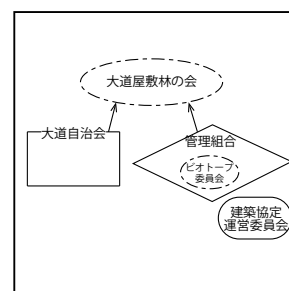 大道屋敷林の会
大道自治会
管理組合
ビオトープ
委員会
建築協定
運営委員会